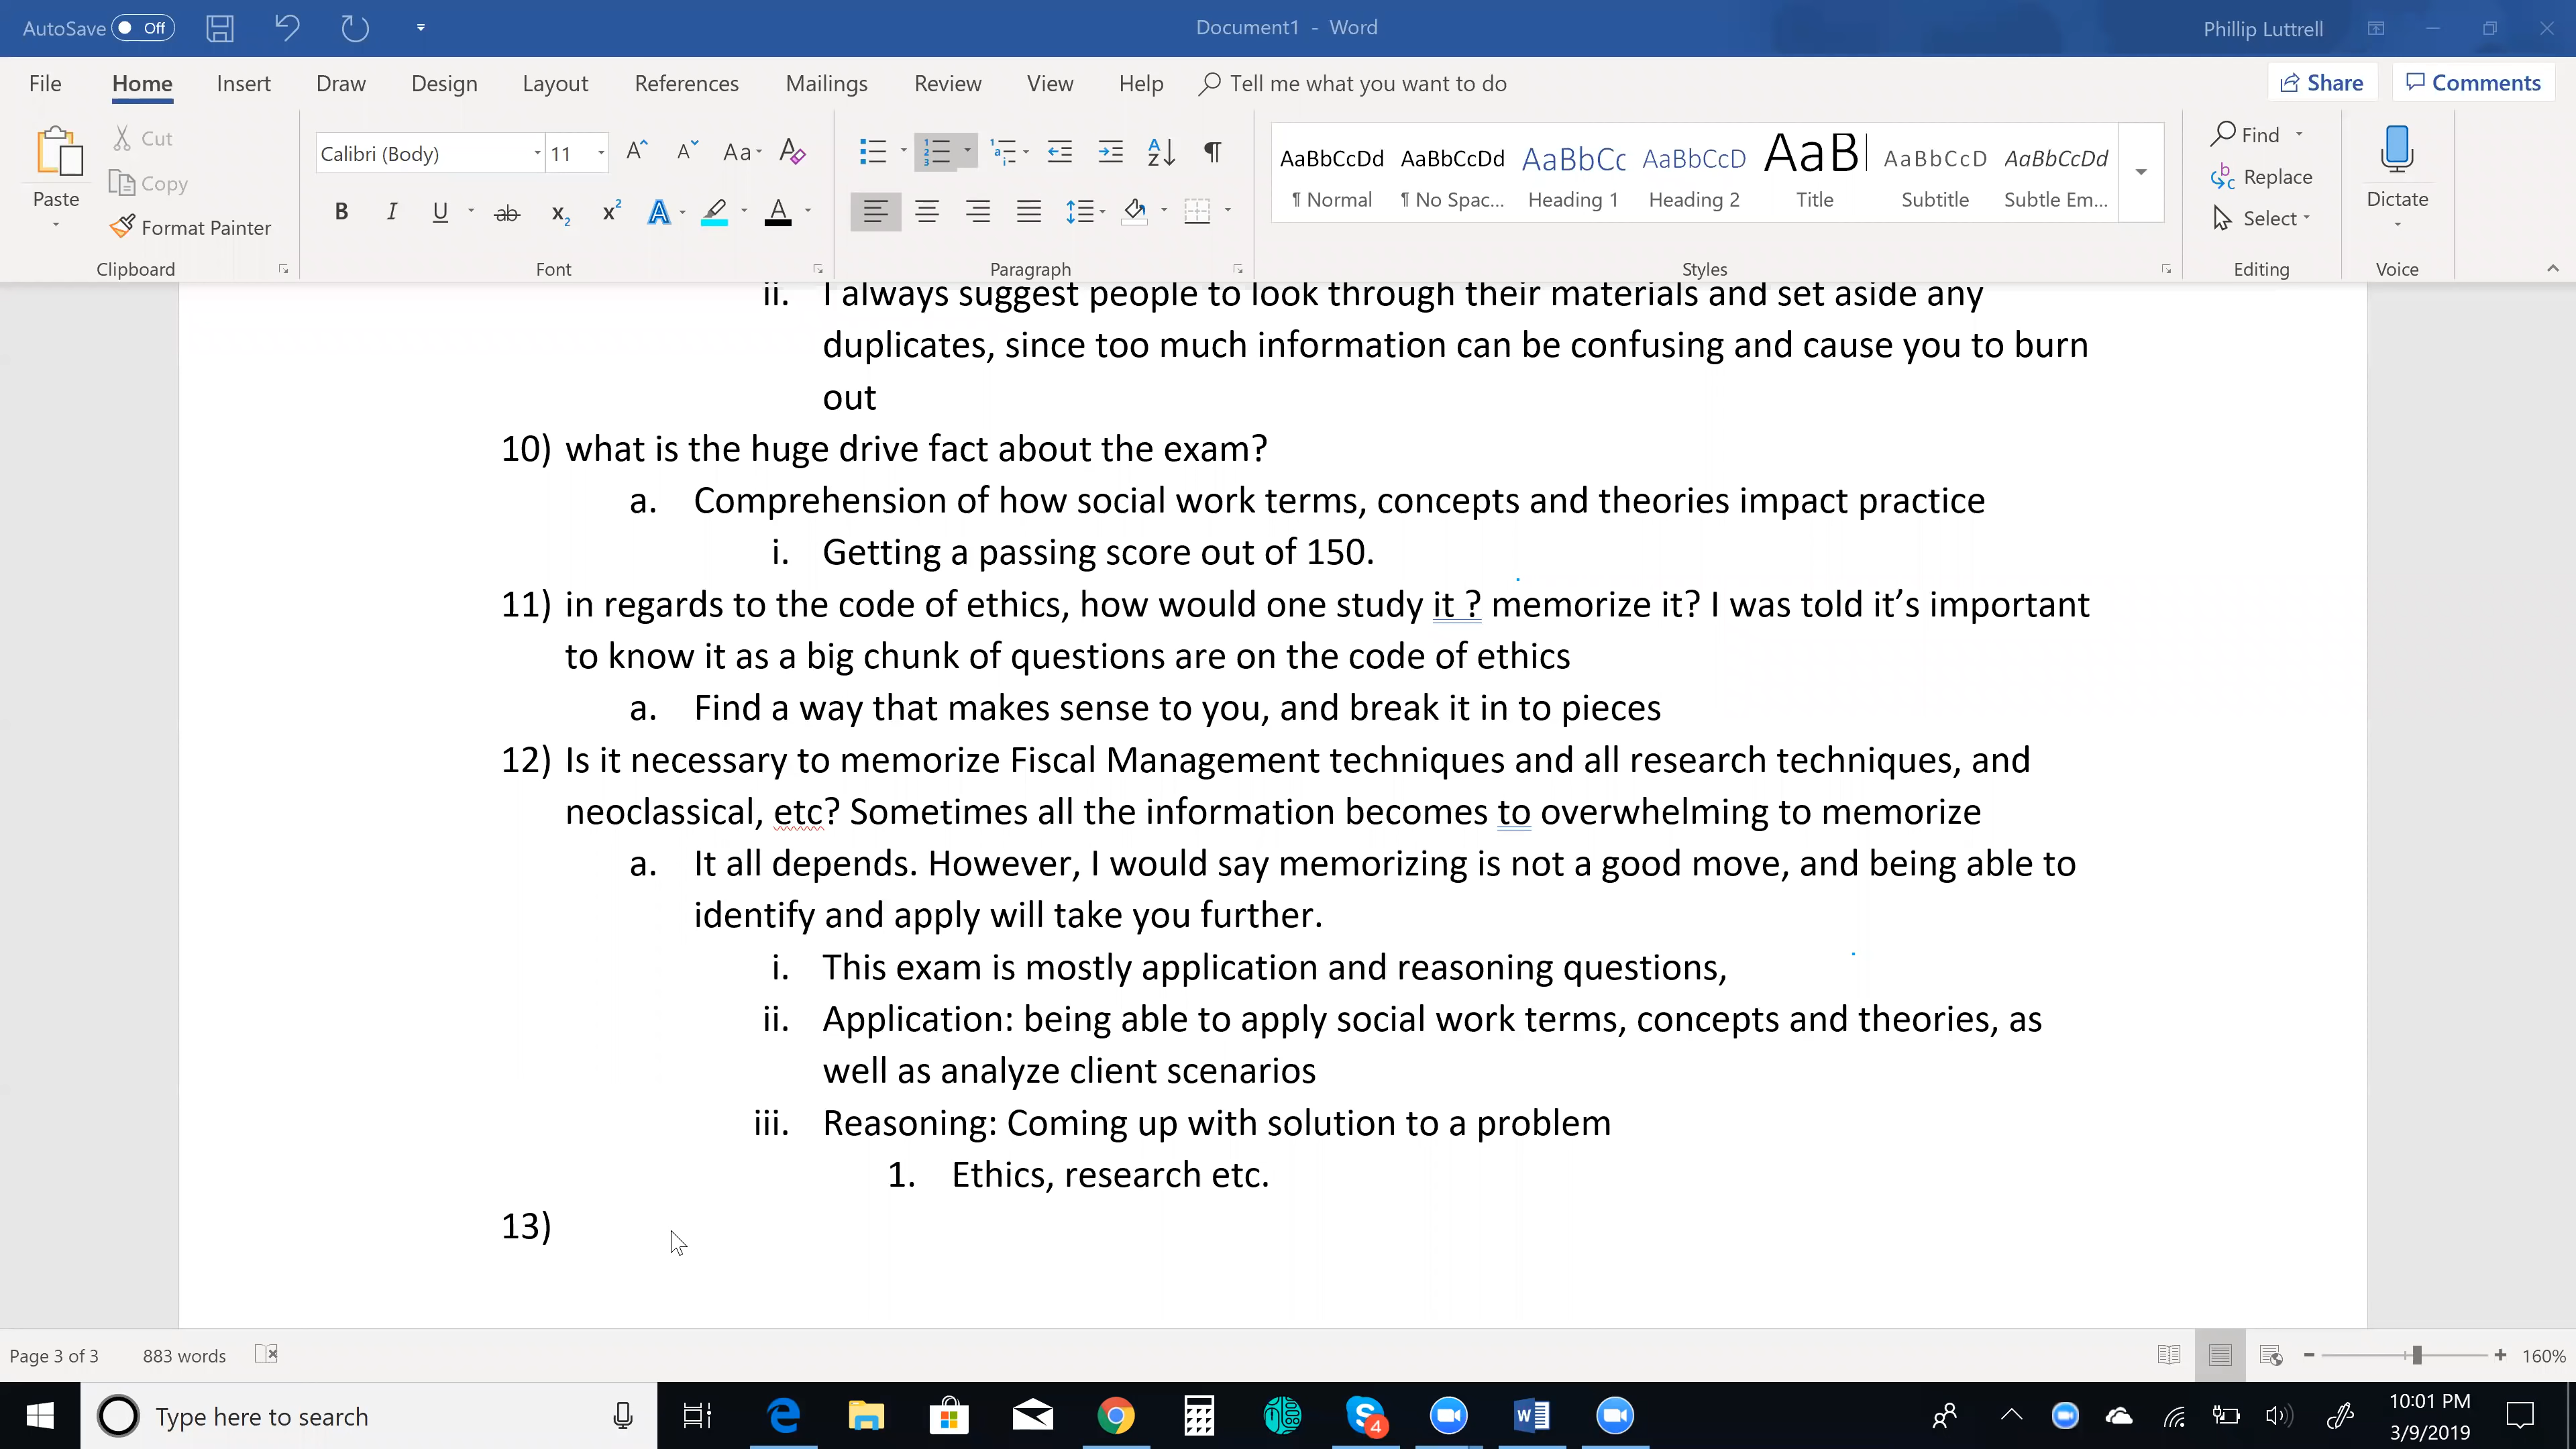 AutoSave Off Document1 - Word Phillip Luttrell
File Home Insert Draw Design Layout References Mailings Review View Help Tell me what you want to do Share Comments
Paste
Cut
Copy
Format Painter
Clipboard
Calibri (Body) 11
Font
Paragraph
AaBbCcDd AaBbCcDd AaBbCc AaBbCcD AaB AaBbCcD AaBbCcDd
¶ Normal ¶ No Spac... Heading 1 Heading 2 Title Subtitle Subtle Em...
Styles
Find
Replace
Select
Editing
Dictate
Voice
ii. I always suggest people to look through their materials and set aside any
duplicates, since too much information can be confusing and cause you to burn
out
10) what is the huge drive fact about the exam?
a. Comprehension of how social work terms, concepts and theories impact practice
i. Getting a passing score out of 150.
11) in regards to the code of ethics, how would one study it ? memorize it? I was told it’s important
to know it as a big chunk of questions are on the code of ethics
a. Find a way that makes sense to you, and break it in to pieces
12) Is it necessary to memorize Fiscal Management techniques and all research techniques, and
neoclassical, etc? Sometimes all the information becomes to overwhelming to memorize
a. It all depends. However, I would say memorizing is not a good move, and being able to
identify and apply will take you further.
i. This exam is mostly application and reasoning questions,
ii. Application: being able to apply social work terms, concepts and theories, as
well as analyze client scenarios
iii. Reasoning: Coming up with solution to a problem
1. Ethics, research etc.
13)
Page 3 of 3 883 words 160%
Type here to search 4 10:01 PM
3/9/2019